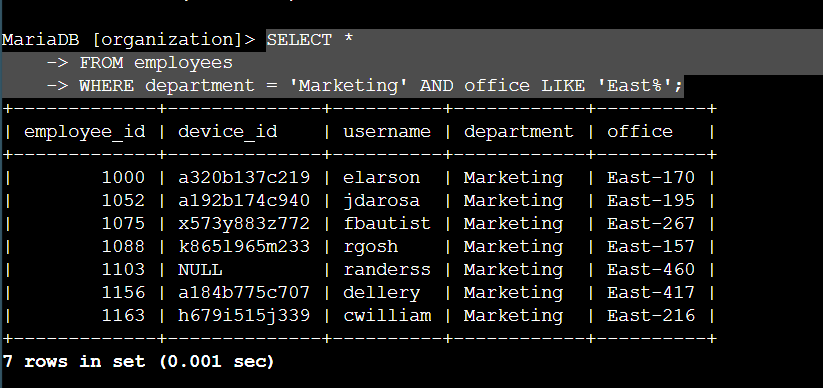 MariaDB [organization]> SELECT *
    -> FROM employees
    -> WHERE department = 'Marketing' AND office LIKE 'East%';
+-------------+--------------+----------+------------+----------+
| employee_id | device_id    | username | department | office   |
+-------------+--------------+----------+------------+----------+
|        1000 | a320b137c219 | elarson  | Marketing  | East-170 |
|        1052 | a192b174c940 | jdarosa  | Marketing  | East-195 |
|        1075 | x573y883z772 | fbautist | Marketing  | East-267 |
|        1088 | k865l965m233 | rgosh    | Marketing  | East-157 |
|        1103 | NULL         | randerss | Marketing  | East-460 |
|        1156 | a184b775c707 | dellery  | Marketing  | East-417 |
|        1163 | h679i515j339 | cwilliam | Marketing  | East-216 |
+-------------+--------------+----------+------------+----------+
7 rows in set (0.001 sec)